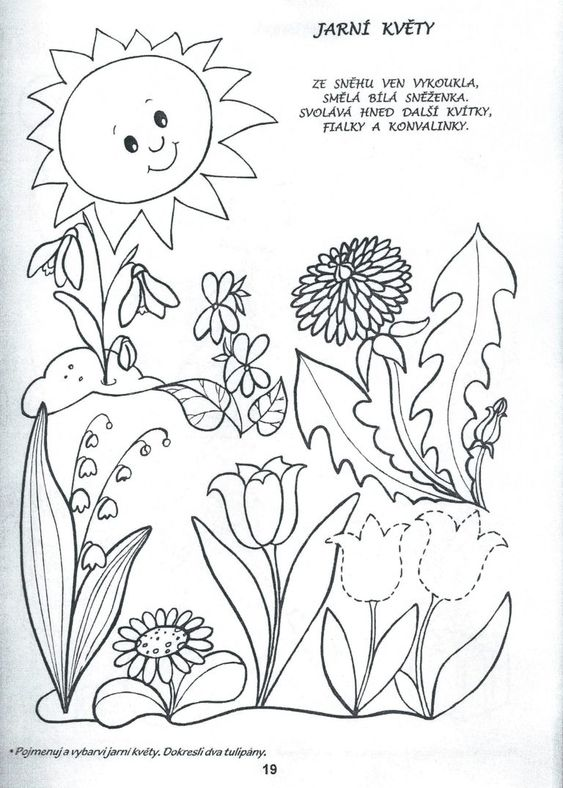 JARNÍ KVĚTY
ZE SNĚHU VEN VYKOUKLA,
SMĚLÁ BÍLÁ SNĚŽENKA.
SVOLÁVÁ HNED DALŠÍ KVÍTKY,
FIALKY A KONVALINKY.
• Pojmenuj a vybarvi jarní květy. Dokresli dva tulipány.
19